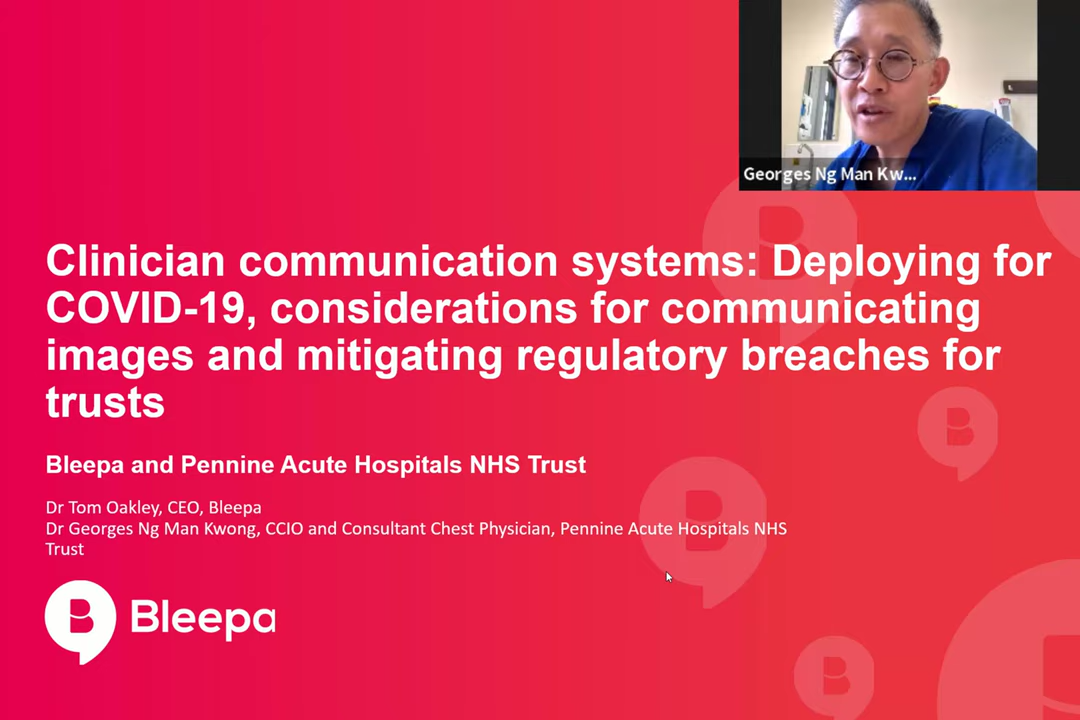 Georges Ng Man Kw...
Clinician communication systems: Deploying for
COVID-19, considerations for communicating
images and mitigating regulatory breaches for
trusts
Bleepa and Pennine Acute Hospitals NHS Trust
Dr Tom Oakley, CEO, Bleepa
Dr Georges Ng Man Kwong, CCIO and Consultant Chest Physician, Pennine Acute Hospitals NHS
Trust
Bleepa